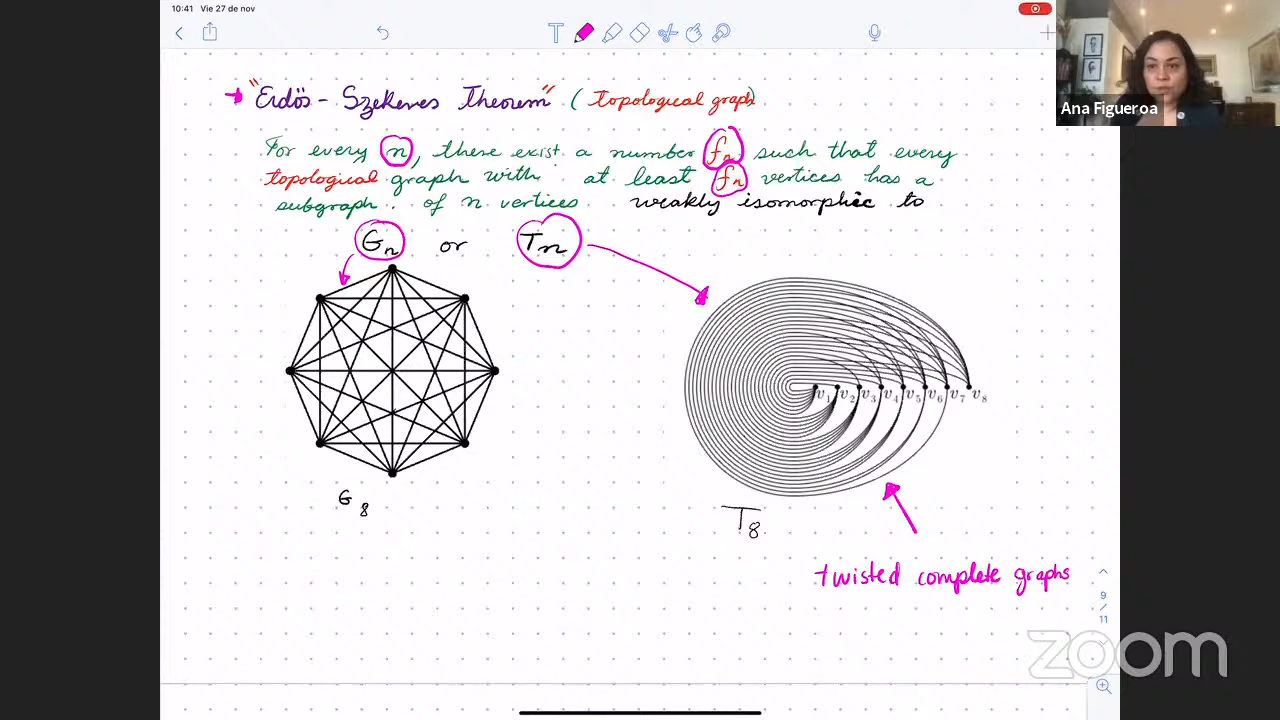 10:41 Vie 27 de nov
T
Ana Figueroa
"Erdös - Szekeres Theorem" (topological graph)
For every n, there exist a number fn such that every
topological graph with at least fn vertices has a
subgraph of n vertices weakly isomorphic to
Gn or Tn
v1 v2 v3 v4 v5 v6 v7 v8
G8
T8
twisted complete graphs
9
/
11
zoom